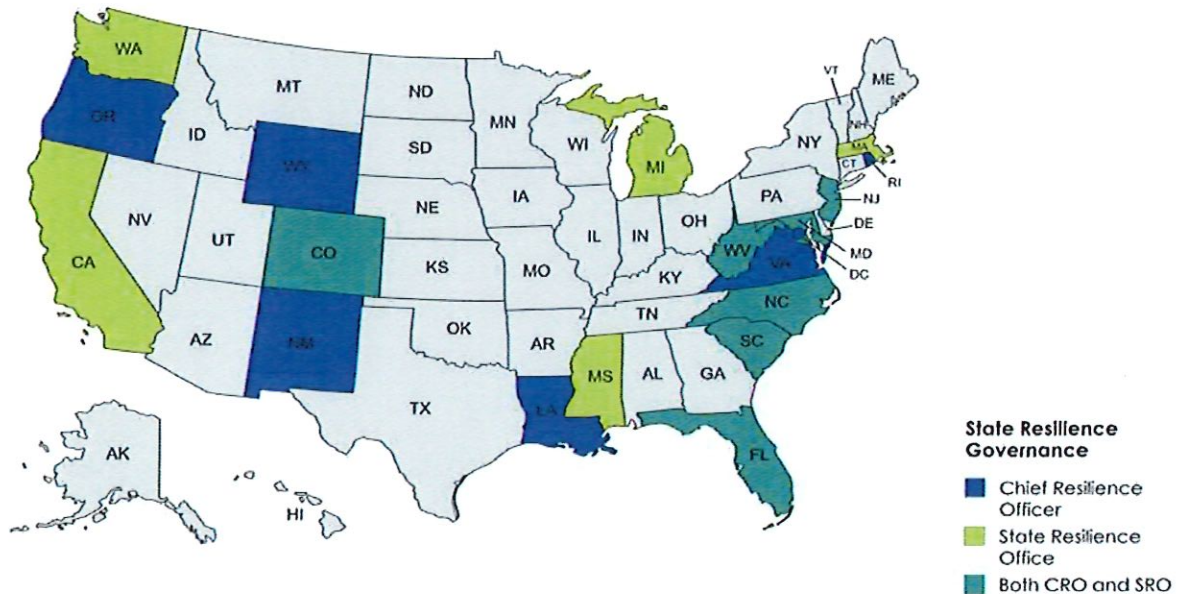 WA
OR
CA
NV
ID
MT
WY
UT
AZ
CO
NM
ND
SD
NE
KS
OK
TX
MN
IA
MO
AR
LA
WI
IL
MS
MI
IN
KY
TN
AL
OH
WV
VA
NC
SC
GA
FL
PA
NY
VT
NH
ME
MA
CT
RI
NJ
DE
MD
DC
AK
HI
State Resilience
Governance
Chief Resilience
Officer
State Resilience
Office
Both CRO and SRO